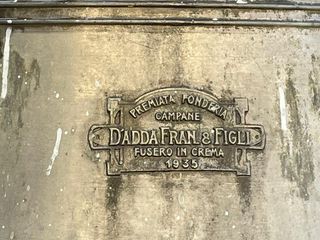 PREMIATA FONDERIA
CAMPANE
D'ADDA FRAN. & FIGLI
FUSERO IN CREMA
1935